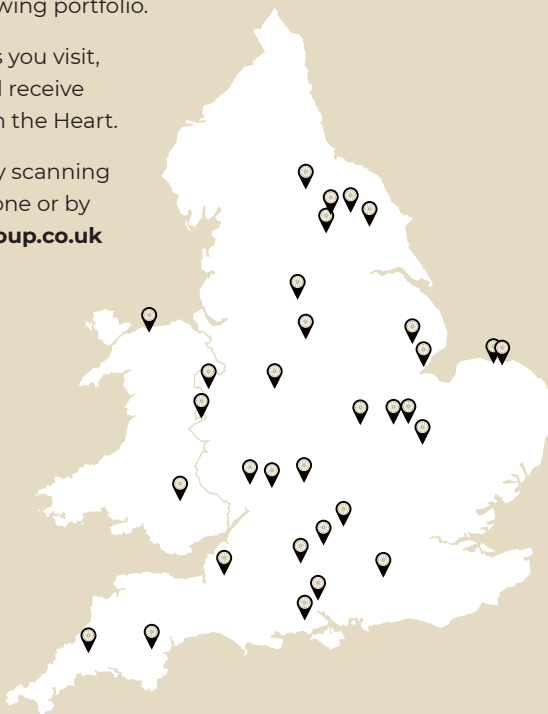 wing portfolio.
s you visit,
receive
n the Heart.
y scanning
one or by
oup.co.uk